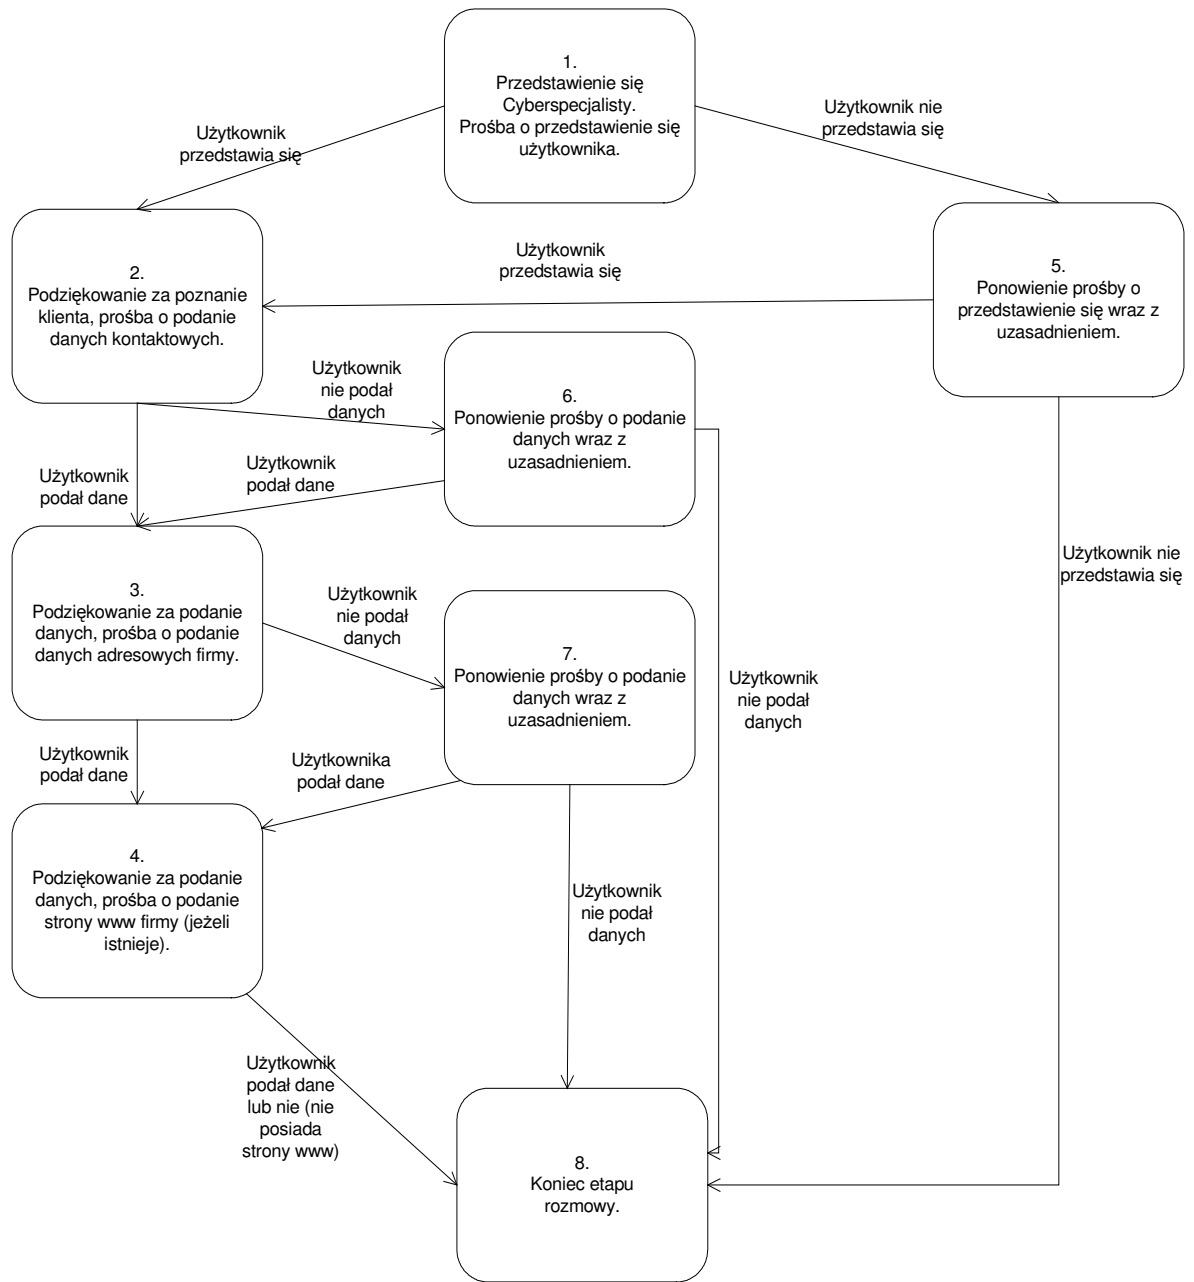 1.
Przedstawienie się
Cyberspecjalisty.
Prośba o przedstawienie się
użytkownika.
Użytkownik
przedstawia się
Użytkownik nie
przedstawia się
2.
Podziękowanie za poznanie
klienta, prośba o podanie
danych kontaktowych.
Użytkownik
przedstawia się
5.
Ponowienie prośby o
przedstawienie się wraz z
uzasadnieniem.
Użytkownik
nie podał
danych
6.
Ponowienie prośby o podanie
danych wraz z
uzasadnieniem.
Użytkownik
podał dane
Użytkownik
podał dane
3.
Podziękowanie za podanie
danych, prośba o podanie
danych adresowych firmy.
Użytkownik
nie podał
danych
7.
Ponowienie prośby o podanie
danych wraz z
uzasadnieniem.
Użytkownik nie
przedstawia się
Użytkownik
nie podał
danych
Użytkownik
podał dane
Użytkownika
podał dane
4.
Podziękowanie za podanie
danych, prośba o podanie
strony www firmy (jeżeli
istnieje).
Użytkownik
nie podał
danych
Użytkownik
podał dane
lub nie (nie
posiada
strony www)
8.
Koniec etapu
rozmowy.